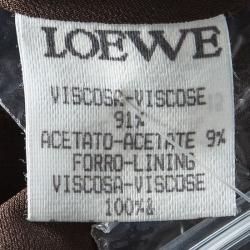 LOEWE
VISCOSA-VISCOSE
91%
ACETATO-ACETATE 9%
FORRO-LINING
VISCOSA-VISCOSE
100%&